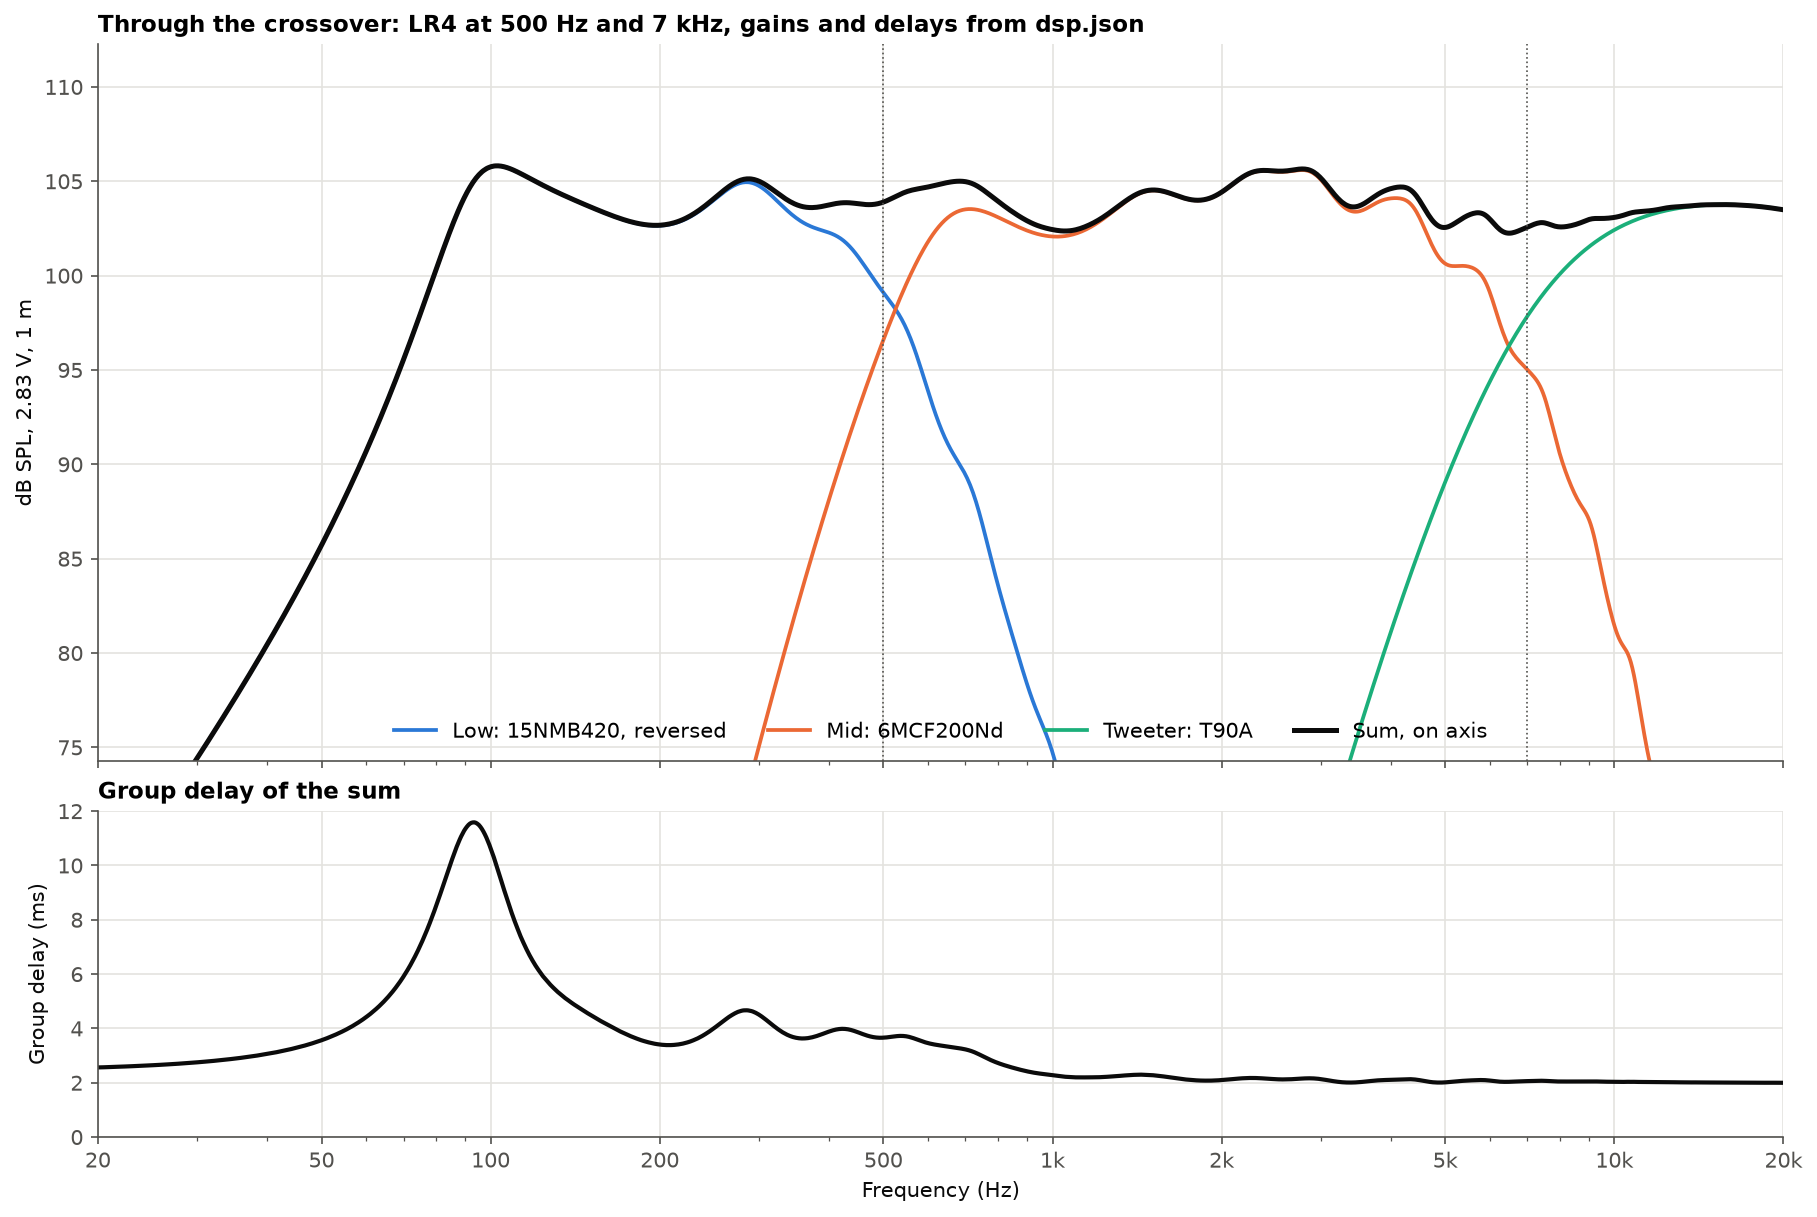 Through the crossover: LR4 at 500 Hz and 7 kHz, gains and delays from dsp.json
110
105
100
95
90
85
80
75
dB SPL, 2.83 V, 1 m
Low: 15NMB420, reversed
Mid: 6MCF200Nd
Tweeter: T90A
Sum, on axis
Group delay of the sum
12
10
8
6
4
2
0
Group delay (ms)
20
50
100
200
500
1k
2k
5k
10k
20k
Frequency (Hz)